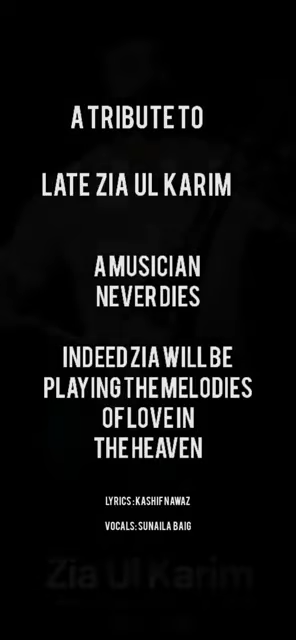 A TRIBUTE TO
LATE ZIA UL KARIM
A MUSICIAN
NEVER DIES
INDEED ZIA WILL BE
PLAYING THE MELODIES
OF LOVE IN
THE HEAVEN
LYRICS : KASHIF NAWAZ
VOCALS: SUNAILA BAIG
Zia Ul Karim